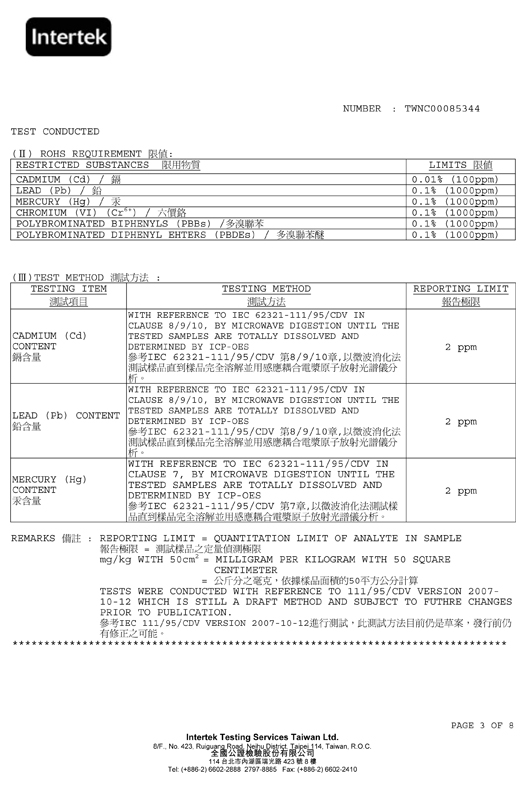 Intertek
NUMBER : TWNC00085344
TEST CONDUCTED
(Ⅱ) ROHS REQUIREMENT 限值:
RESTRICTED SUBSTANCES 限用物質 LIMITS 限值
CADMIUM (Cd) / 鎘 0.01% (100ppm)
LEAD (Pb) / 鉛 0.1% (1000ppm)
MERCURY (Hg) / 汞 0.1% (1000ppm)
CHROMIUM (VI) (Cr6+) / 六價鉻 0.1% (1000ppm)
POLYBROMINATED BIPHENYLS (PBBs) /多溴聯苯 0.1% (1000ppm)
POLYBROMINATED DIPHENYL EHTERS (PBDEs) / 多溴聯苯醚 0.1% (1000ppm)
(Ⅲ)TEST METHOD 測試方法 :
TESTING ITEM TESTING METHOD REPORTING LIMIT
測試項目 測試方法 報告極限
WITH REFERENCE TO IEC 62321-111/95/CDV IN
CLAUSE 8/9/10, BY MICROWAVE DIGESTION UNTIL THE
CADMIUM (Cd) TESTED SAMPLES ARE TOTALLY DISSOLVED AND
CONTENT DETERMINED BY ICP-OES 2 ppm
鎘含量 參考IEC 62321-111/95/CDV 第8/9/10章,以微波消化法
測試樣品直到樣品完全溶解並用感應耦合電漿原子放射光譜儀分
析。
WITH REFERENCE TO IEC 62321-111/95/CDV IN
CLAUSE 8/9/10, BY MICROWAVE DIGESTION UNTIL THE
LEAD (Pb) CONTENT TESTED SAMPLES ARE TOTALLY DISSOLVED AND
鉛含量 DETERMINED BY ICP-OES 2 ppm
參考IEC 62321-111/95/CDV 第8/9/10章,以微波消化法
測試樣品直到樣品完全溶解並用感應耦合電漿原子放射光譜儀分
析。
WITH REFERENCE TO IEC 62321-111/95/CDV IN
CLAUSE 7, BY MICROWAVE DIGESTION UNTIL THE
MERCURY (Hg) TESTED SAMPLES ARE TOTALLY DISSOLVED AND
CONTENT DETERMINED BY ICP-OES 2 ppm
汞含量 參考IEC 62321-111/95/CDV 第7章,以微波消化法測試樣
品直到樣品完全溶解並用感應耦合電漿原子放射光譜儀分析。
REMARKS 備註 : REPORTING LIMIT = QUANTITATION LIMIT OF ANALYTE IN SAMPLE
報告極限 = 測試樣品之定量偵測極限
mg/kg WITH 50cm2 = MILLIGRAM PER KILOGRAM WITH 50 SQUARE
CENTIMETER
= 公斤分之毫克,依據樣品面積的50平方公分計算
TESTS WERE CONDUCTED WITH REFERENCE TO 111/95/CDV VERSION 2007-
10-12 WHICH IS STILL A DRAFT METHOD AND SUBJECT TO FUTHRE CHANGES
PRIOR TO PUBLICATION.
參考IEC 111/95/CDV VERSION 2007-10-12進行測試,此測試方法目前仍是草案,發行前仍
有修正之可能。
*******************************************************************************
PAGE 3 OF 8
Intertek Testing Services Taiwan Ltd.
8/F., No. 423, Ruiguang Road, Neihu District, Taipei 114, Taiwan, R.O.C.
全國公證檢驗股份有限公司
114 台北市內湖區瑞光路 423 號 8 樓
Tel: (+886-2) 6602-2888 2797-8885 Fax: (+886-2) 6602-2410